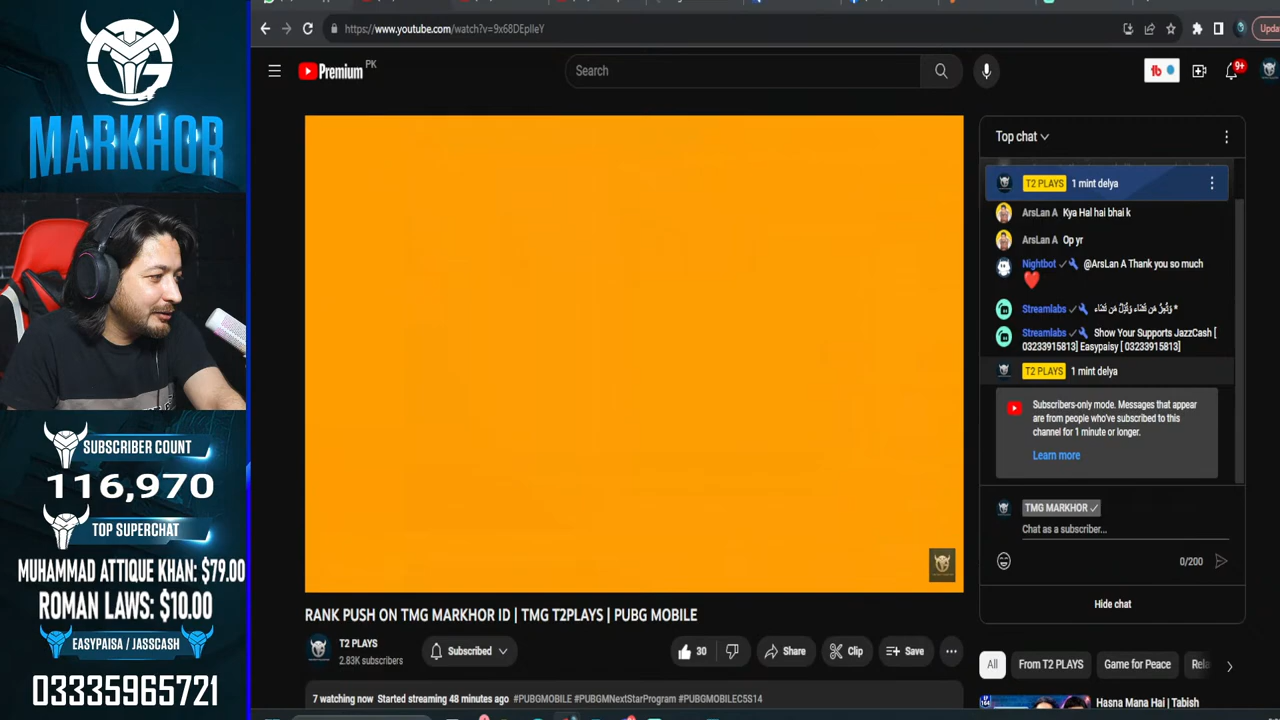 https://www.youtube.com/watch?v=9x68DEplleY
Upda
MARKHOR
Premium PK
Search
9+
Top chat
T2 PLAYS 1 mint delya
ArsLan A Kya Hal hai bhai k
ArsLan A Op yr
Nightbot @ArsLan A Thank you so much
Streamlabs
Streamlabs Show Your Supports JazzCash [
03233915813] Easypaisy [ 03233915813]
T2 PLAYS 1 mint delya
Subscribers-only mode. Messages that appear
are from people who've subscribed to this
channel for 1 minute or longer.
Learn more
TMG MARKHOR
Chat as a subscriber...
0/200
Hide chat
SUBSCRIBER COUNT
116,970
TOP SUPERCHAT
MUHAMMAD ATTIQUE KHAN: $79.00
ROMAN LAWS: $10.00
EASYPAISA / JASSCASH
03335965721
RANK PUSH ON TMG MARKHOR ID | TMG T2PLAYS | PUBG MOBILE
T2 PLAYS
2.83K subscribers
Subscribed
30
Share
Clip
Save
7 watching now Started streaming 48 minutes ago #PUBGMOBILE #PUBGMNextStarProgram #PUBGMOBILEC5S14
All
From T2 PLAYS
Game for Peace
Rela
Hasna Mana Hai | Tabish